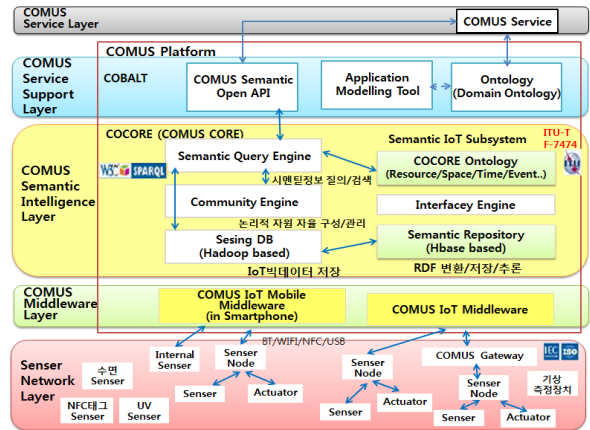 COMUS
Service Layer
COMUS Service
COMUS Platform
COMUS
Service
Support
Layer
COBALT
COMUS Semantic
Open API
Application
Modelling Tool
Ontology
(Domain Ontology)
COCORE (COMUS CORE)
Semantic IoT Subsystem
ITU-T
F-7474
COMUS
Semantic
Intelligence
Layer
W3C SPARQL
Semantic Query Engine
시멘틸정보 질의/검색
COCORE Ontology
(Resource/Space/Time/Event..)
Community Engine
Interfacey Engine
논리적 자원 자율 구성/관리
Sesing DB
(Hadoop based)
Semantic Repository
(Hbase based)
IoT빅데이터 저장
RDF 변환/저장/추론
COMUS
Middleware
Layer
COMUS IoT Mobile
Middleware
(in Smartphone)
COMUS IoT Middleware
BT/WIFI/NFC/USB
Senser
Network
Layer
수면
Senser
NFC태그
Senser
UV
Senser
Internal
Senser
Senser
Node
Senser
Actuator
Senser
Node
Senser
Actuator
COMUS Gateway
IEC ISO
Senser
Node
Senser
Actuator
기상
측정장치